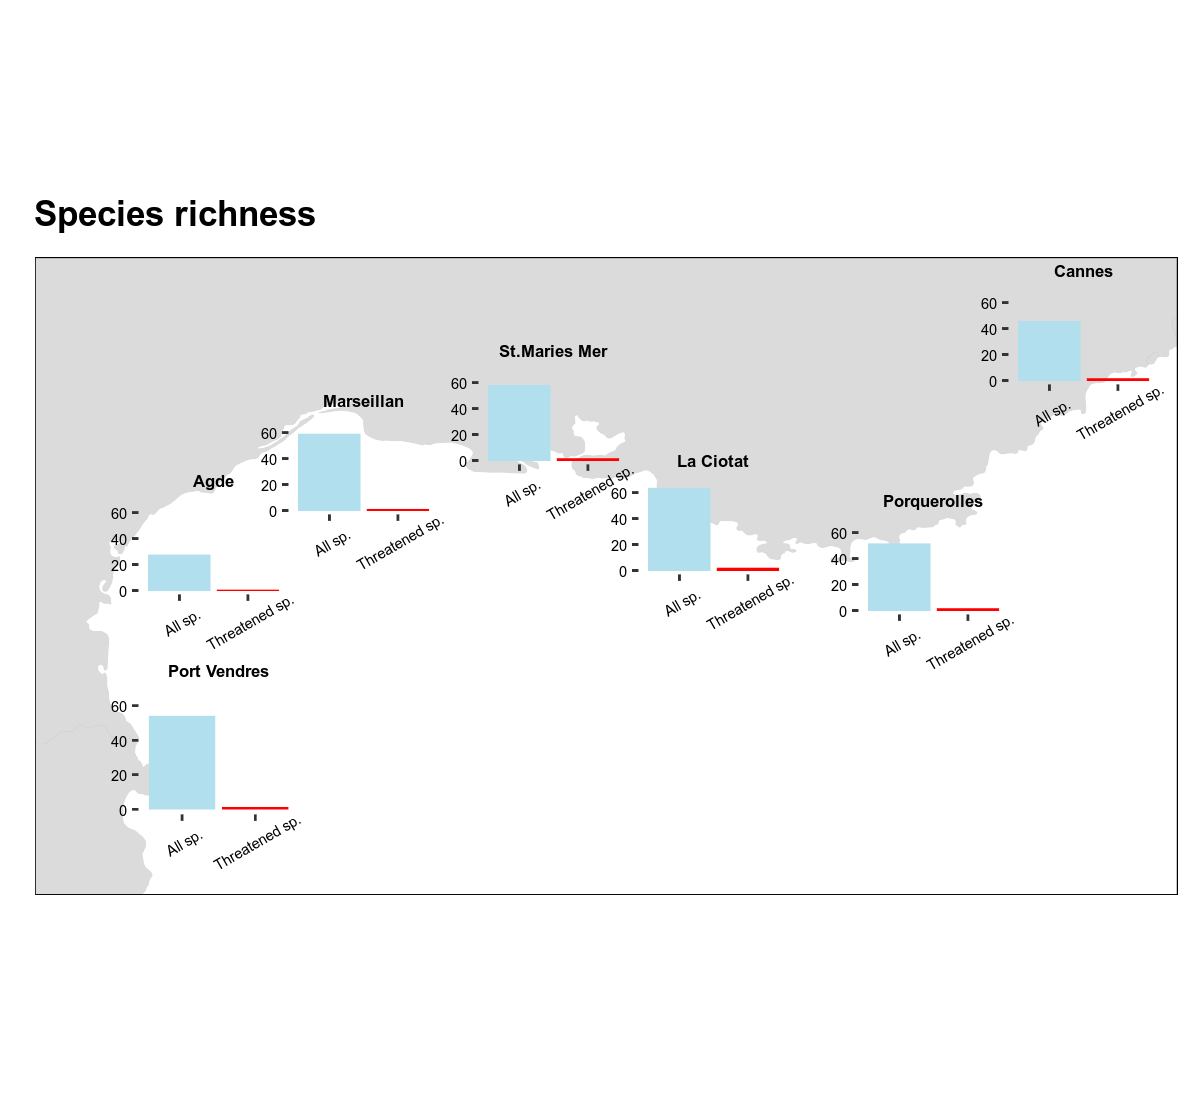 Species richness
Cannes
60
40
20
0
All sp.
Threatened sp.
St.Maries Mer
60
40
20
0
All sp.
Threatened sp.
Marseillan
60
40
20
0
All sp.
Threatened sp.
La Ciotat
60
40
20
0
All sp.
Threatened sp.
Agde
60
40
20
0
All sp.
Threatened sp.
Porquerolles
60
40
20
0
All sp.
Threatened sp.
Port Vendres
60
40
20
0
All sp.
Threatened sp.